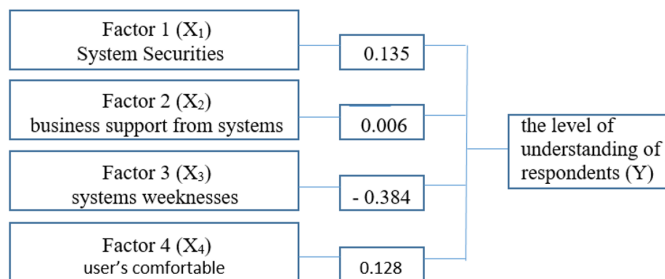 Factor 1 (X₁)
System Securities
0.135
Factor 2 (X₂)
business support from systems
0.006
the level of
understanding of
respondents (Y)
Factor 3 (X₃)
systems weeknesses
- 0.384
Factor 4 (X₄)
user's comfortable
0.128